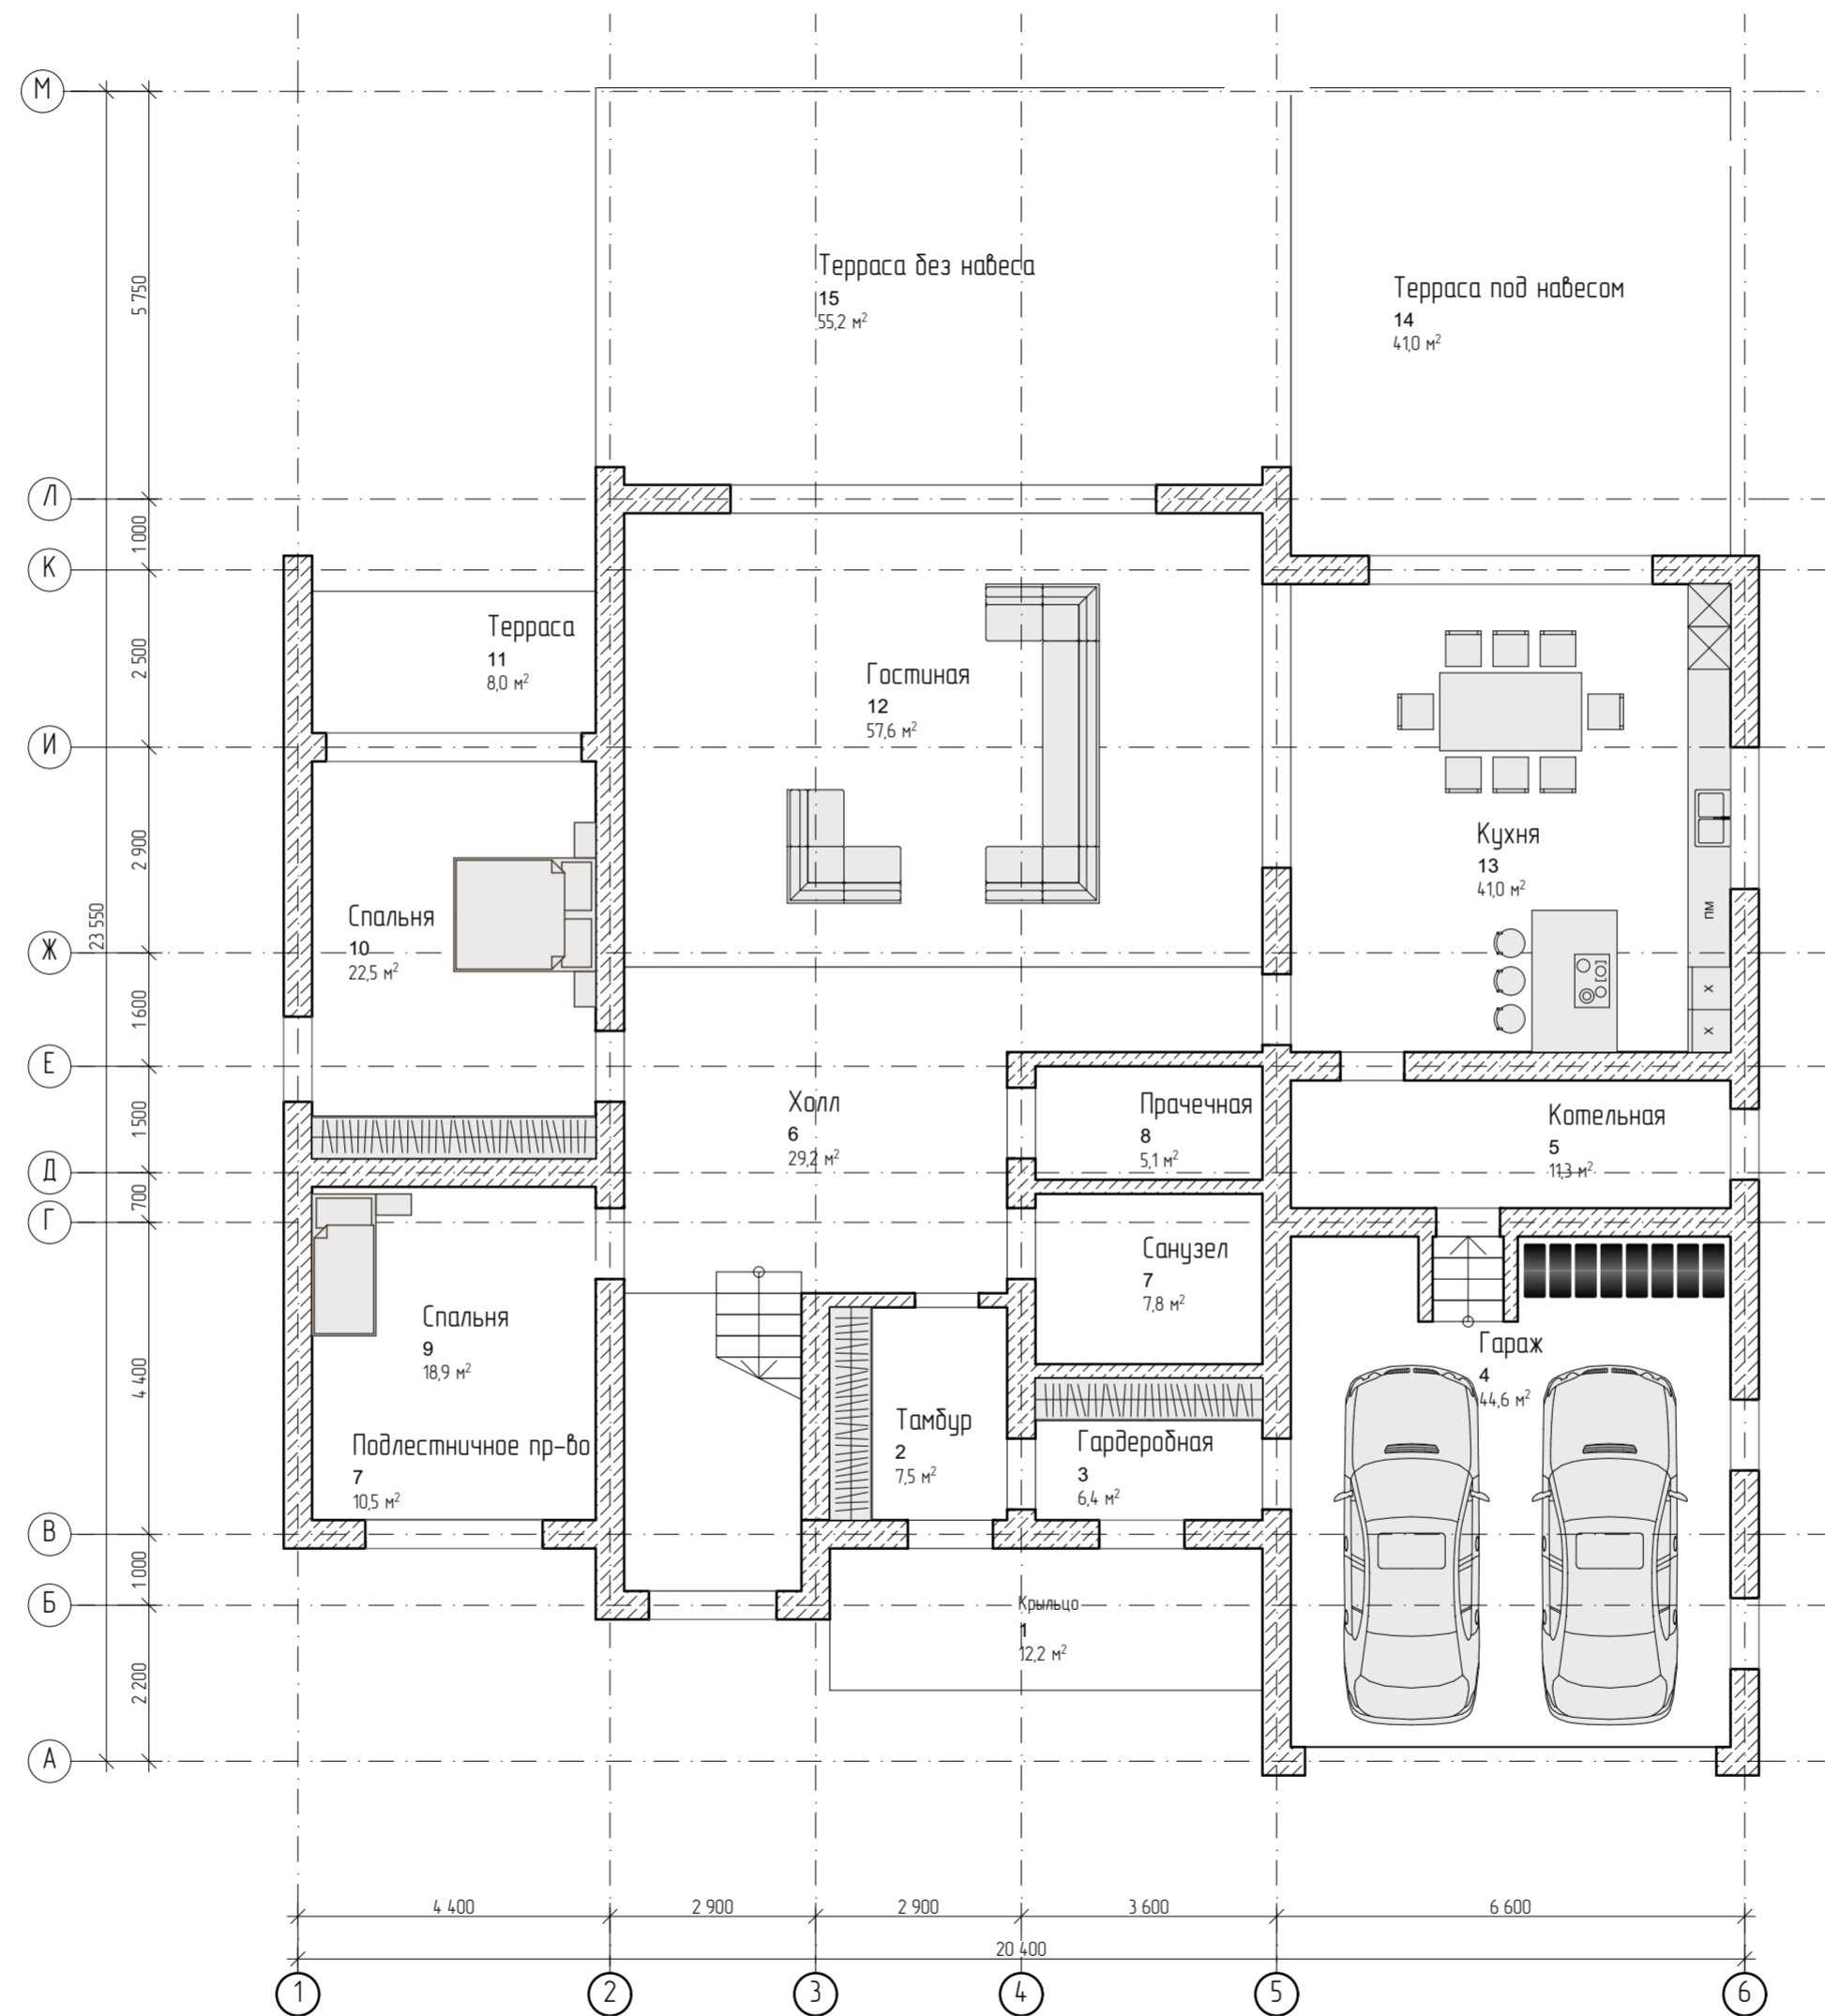 М
5 750
Терраса без навеса
15
55,2 м²
Терраса под навесом
14
41,0 м²
Л
1 000
К
2 500
Терраса
11
8,0 м²
Гостиная
12
57,6 м²
И
2 900
23 550
Кухня
13
41,0 м²
ПМ
Х
Х
Спальня
10
22,5 м²
Ж
1 600
Е
1 500
Холл
6
29,2 м²
Прачечная
8
5,1 м²
Котельная
5
11,3 м²
Д
700
Г
Санузел
7
7,8 м²
Спальня
9
18,9 м²
Гараж
4
44,6 м²
4 400
Подлестничное пр-во
7
10,5 м²
Тамбур
2
7,5 м²
Гардеробная
3
6,4 м²
В
1 000
Б
Крыльцо
1
12,2 м²
2 200
А
4 400
2 900
2 900
3 600
6 600
20 400
1
2
3
4
5
6